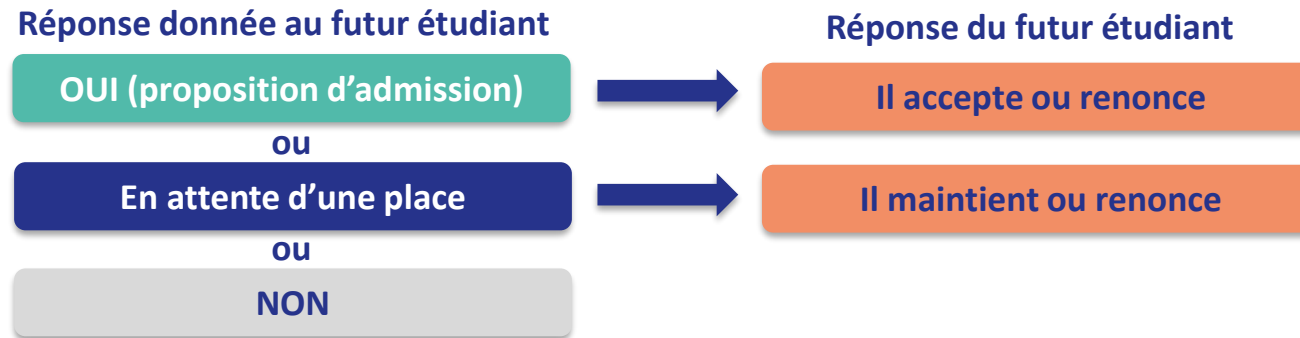 Réponse donnée au futur étudiant
Réponse du futur étudiant
OUI (proposition d’admission)
Il accepte ou renonce
ou
En attente d’une place
Il maintient ou renonce
ou
NON